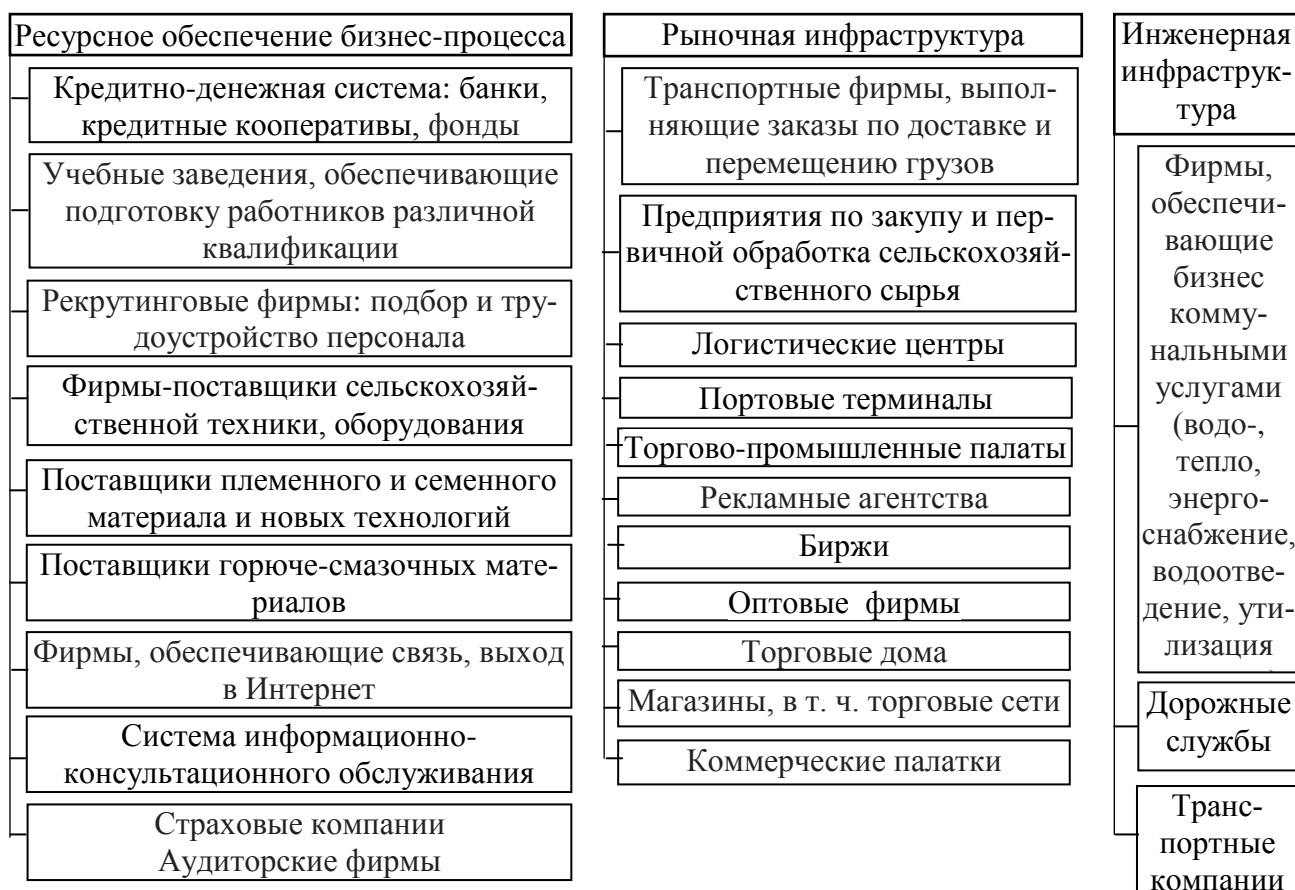 Ресурсное обеспечение бизнес-процесса
Кредитно-денежная система: банки,
кредитные кооперативы, фонды
Учебные заведения, обеспечивающие
подготовку работников различной
квалификации
Рекрутинговые фирмы: подбор и тру-
доустройство персонала
Фирмы-поставщики сельскохозяй-
ственной техники, оборудования
Поставщики племенного и семенного
материала и новых технологий
Поставщики горюче-смазочных мате-
риалов
Фирмы, обеспечивающие связь, выход
в Интернет
Система информационно-
консультационного обслуживания
Страховые компании
Аудиторские фирмы
Рыночная инфраструктура
Транспортные фирмы, выпол-
няющие заказы по доставке и
перемещению грузов
Предприятия по закупу и пер-
вичной обработка сельскохозяй-
ственного сырья
Логистические центры
Портовые терминалы
Торгово-промышленные палаты
Рекламные агентства
Биржи
Оптовые фирмы
Торговые дома
Магазины, в т. ч. торговые сети
Коммерческие палатки
Инженерная
инфраструк-
тура
Фирмы,
обеспечи-
вающие
бизнес
комму-
нальными
услугами
(водо-,
тепло,
энерго-
снабжение,
водоотве-
дение, ути-
лизация
Дорожные
службы
Транс-
портные
компании